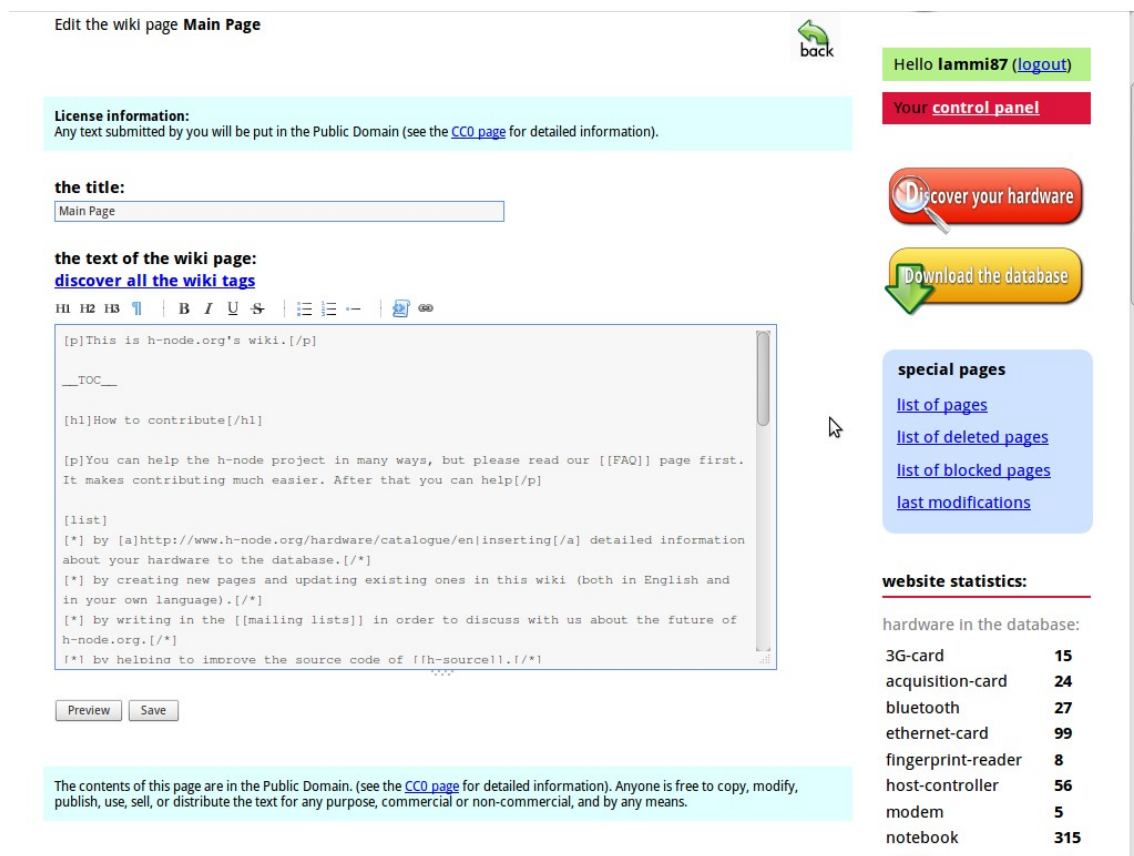 Edit the wiki page Main Page
back
License information:
Any text submitted by you will be put in the Public Domain (see the CC0 page for detailed information).
the title:
Main Page
the text of the wiki page:
discover all the wiki tags
H1 H2 H3 ¶ B I U S
[p]This is h-node.org's wiki.[/p]
__TOC__
[h1]How to contribute[/h1]
[p]You can help the h-node project in many ways, but please read our [[FAQ]] page first.
It makes contributing much easier. After that you can help[/p]
[list]
[*] by [a]http://www.h-node.org/hardware/catalogue/en|inserting[/a] detailed information
about your hardware to the database.[/*]
[*] by creating new pages and updating existing ones in this wiki (both in English and
in your own language).[/*]
[*] by writing in the [[mailing lists]] in order to discuss with us about the future of
h-node.org.[/*]
[*] by helping to improve the source code of [[h-source]].[/*]
Preview Save
The contents of this page are in the Public Domain. (see the CC0 page for detailed information). Anyone is free to copy, modify,
publish, use, sell, or distribute the text for any purpose, commercial or non-commercial, and by any means.
Hello lammi87 (logout)
Your control panel
Discover your hardware
Download the database
special pages
list of pages
list of deleted pages
list of blocked pages
last modifications
website statistics:
hardware in the database:
3G-card 15
acquisition-card 24
bluetooth 27
ethernet-card 99
fingerprint-reader 8
host-controller 56
modem 5
notebook 315